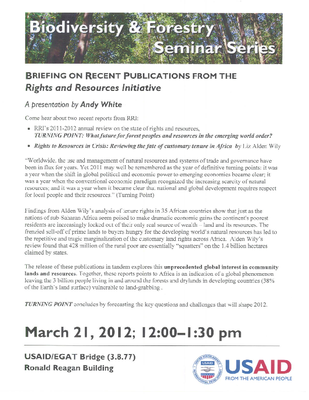 Biodiversity & Forestry
Seminar Series
BRIEFING ON RECENT PUBLICATIONS FROM THE
Rights and Resources Initiative
A presentation by Andy White
Come hear about two recent reports from RRI:
• RRI's 2011-2012 annual review on the state of rights and resources,
TURNING POINT: What future for forest peoples and resources in the emerging world order?
• Rights to Resources in Crisis: Reviewing the fate of customary tenure in Africa by Liz Alden Wily
"Worldwide, the use and management of natural resources and systems of trade and governance have
been in flux for years. Yet 2011 may well be remembered as the year of definitive turning points: it was
a year when the shift in global political and economic power to emerging economies became clear; it
was a year when the conventional economic paradigm recognized the increasing scarcity of natural
resources; and it was a year when it became clear that national and global development requires respect
for local people and their resources." (Turning Point)
Findings from Alden Wily's analysis of tenure rights in 35 African countries show that just as the
nations of sub Saharan Africa seem poised to make dramatic economic gains the continent's poorest
residents are increasingly locked out of their only real source of wealth – land and its resources. The
frenzied sell-off of prime lands to buyers hungry for the developing world's natural resources has led to
the repetitive and tragic marginalization of the customary land rights across Africa. Alden Wily's
review found that 428 million of the rural poor are essentially "squatters" on the 1.4 billion hectares
claimed by states.
The release of these publications in tandem explores this unprecedented global interest in community
lands and resources. Together, these reports points to Africa is an indication of a global phenomenon
leaving the 3 billion people living in and around the forests and drylands in developing countries (38%
of the Earth's land surface) vulnerable to land-grabbing.
TURNING POINT concludes by forecasting the key questions and challenges that will shape 2012.
March 21, 2012; 12:00–1:30 pm
USAID/EGAT Bridge (3.8.77)
Ronald Reagan Building
USAID
FROM THE AMERICAN PEOPLE